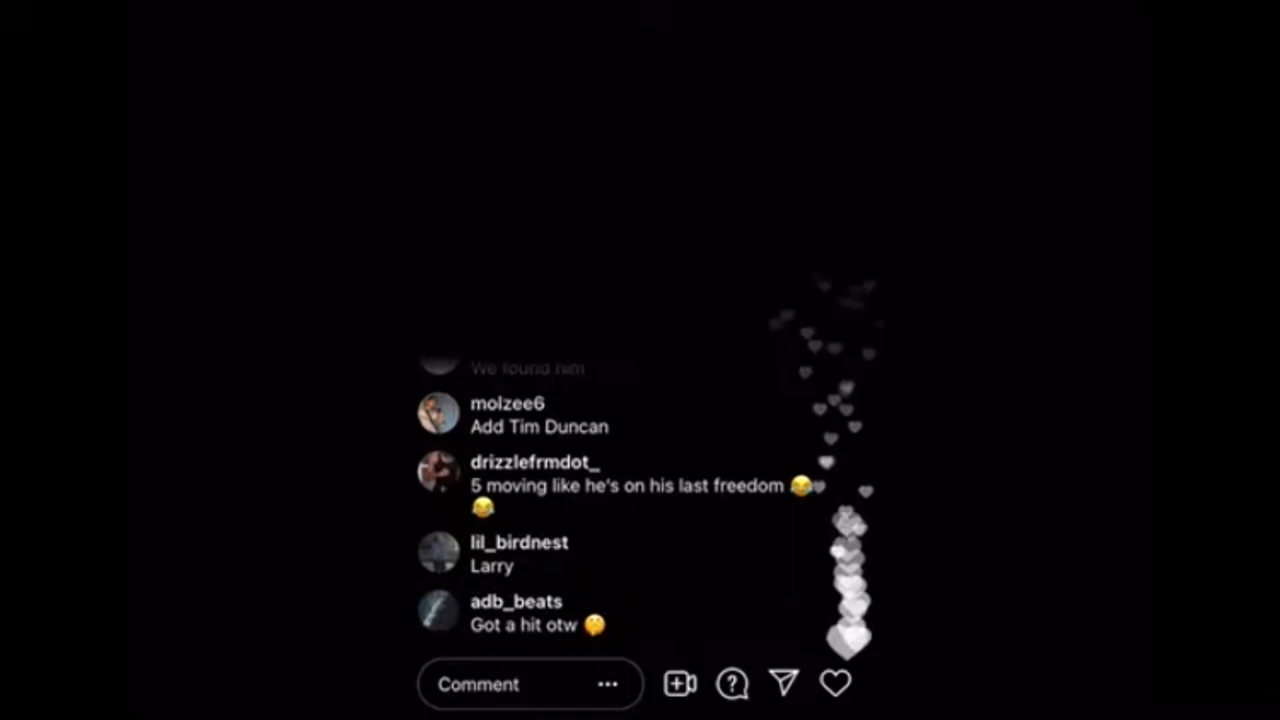 We found him
molzee6
Add Tim Duncan
drizzlefrmdot_
5 moving like he's on his last freedom 😂
😂
lil_birdnest
Larry
adb_beats
Got a hit otw 🤫
Comment